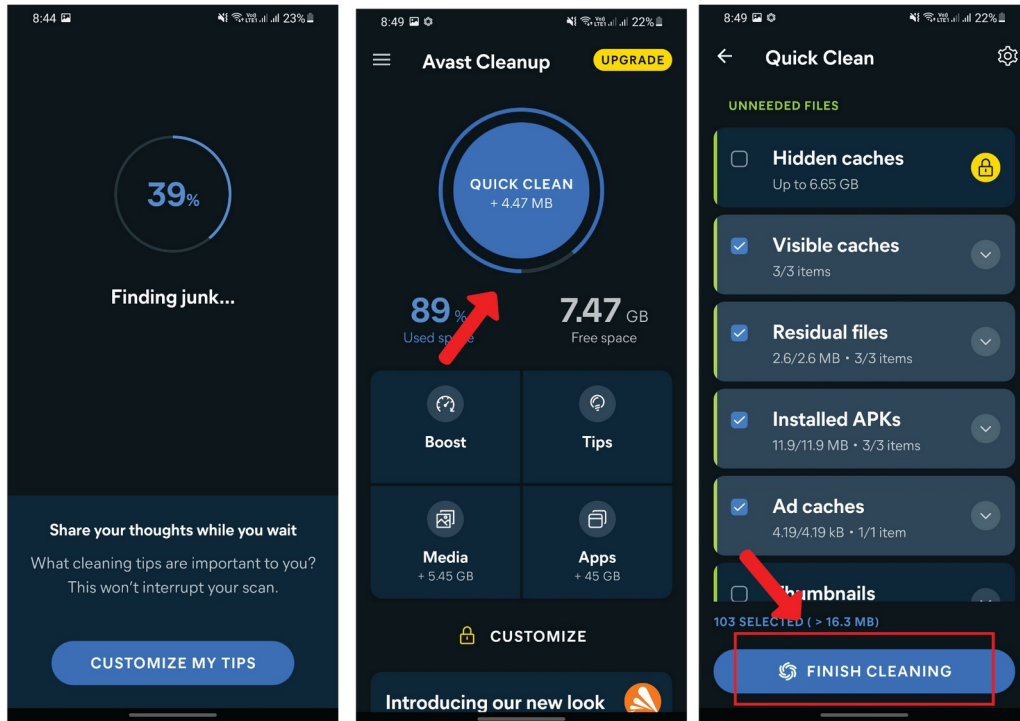 8:44
23%
39%
Finding junk...
Share your thoughts while you wait
What cleaning tips are important to you?
This won't interrupt your scan.
CUSTOMIZE MY TIPS
8:49
22%
Avast Cleanup
UPGRADE
QUICK CLEAN
+ 4.47 MB
89%
Used space
7.47 GB
Free space
Boost
Tips
Media
+ 5.45 GB
Apps
+ 45 GB
CUSTOMIZE
Introducing our new look
8:49
22%
Quick Clean
UNNEEDED FILES
Hidden caches
Up to 6.65 GB
Visible caches
3/3 items
Residual files
2.6/2.6 MB • 3/3 items
Installed APKs
11.9/11.9 MB • 3/3 items
Ad caches
4.19/4.19 kB • 1/1 item
Thumbnails
103 SELECTED ( > 16.3 MB)
FINISH CLEANING